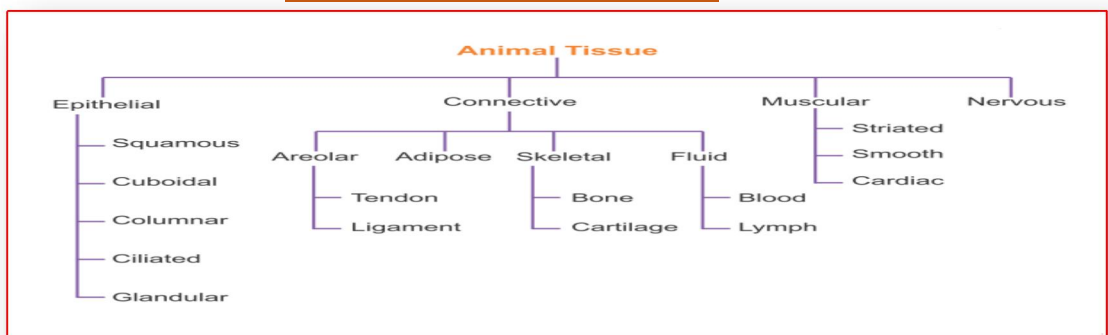 Animal Tissue
Epithelial Connective Muscular Nervous
Squamous
Cuboidal
Columnar
Ciliated
Glandular
Areolar Adipose Skeletal Fluid
Tendon
Ligament
Bone
Cartilage
Blood
Lymph
Striated
Smooth
Cardiac